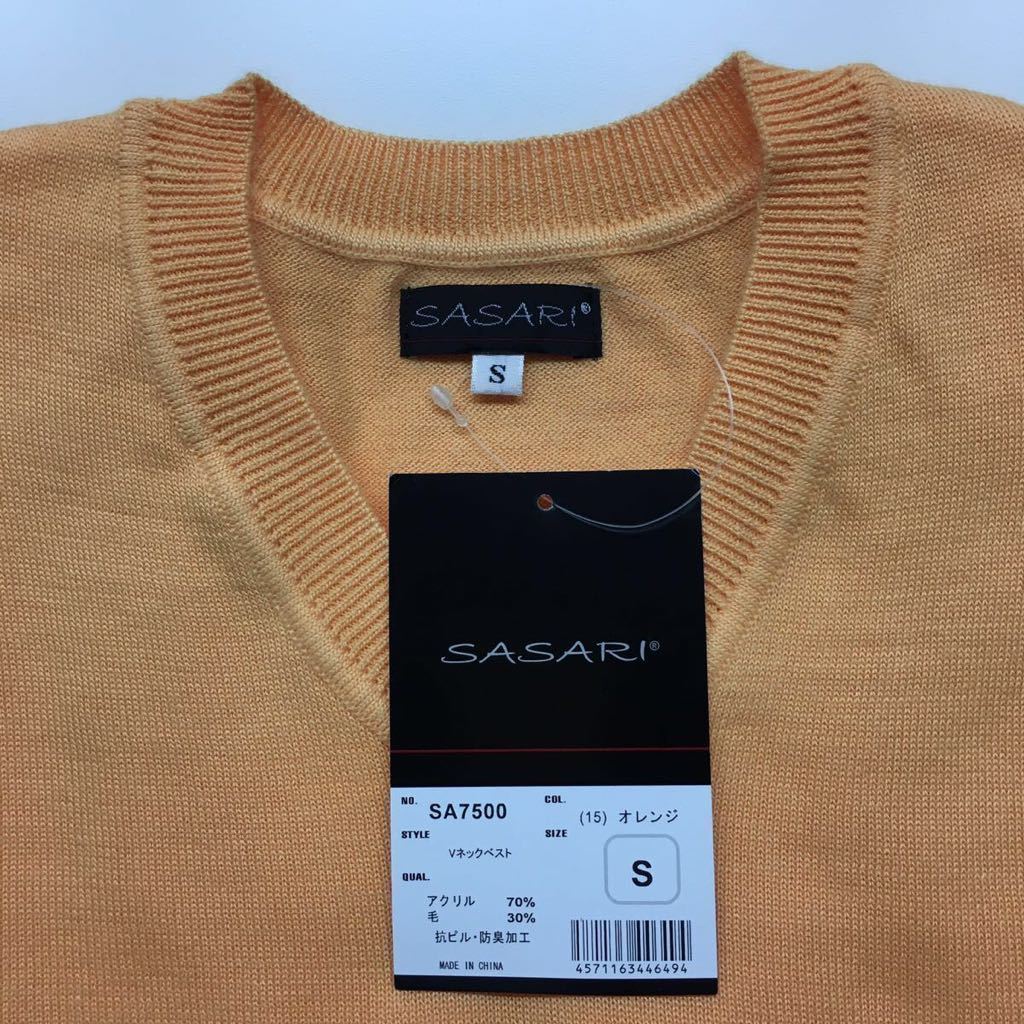 SASARI®
S
SASARI®
NO. SA7500
COL. (15) オレンジ
STYLE
Vネックベスト
SIZE
S
QUAL.
アクリル 70%
毛 30%
抗ピル・防臭加工
MADE IN CHINA
4571163446494